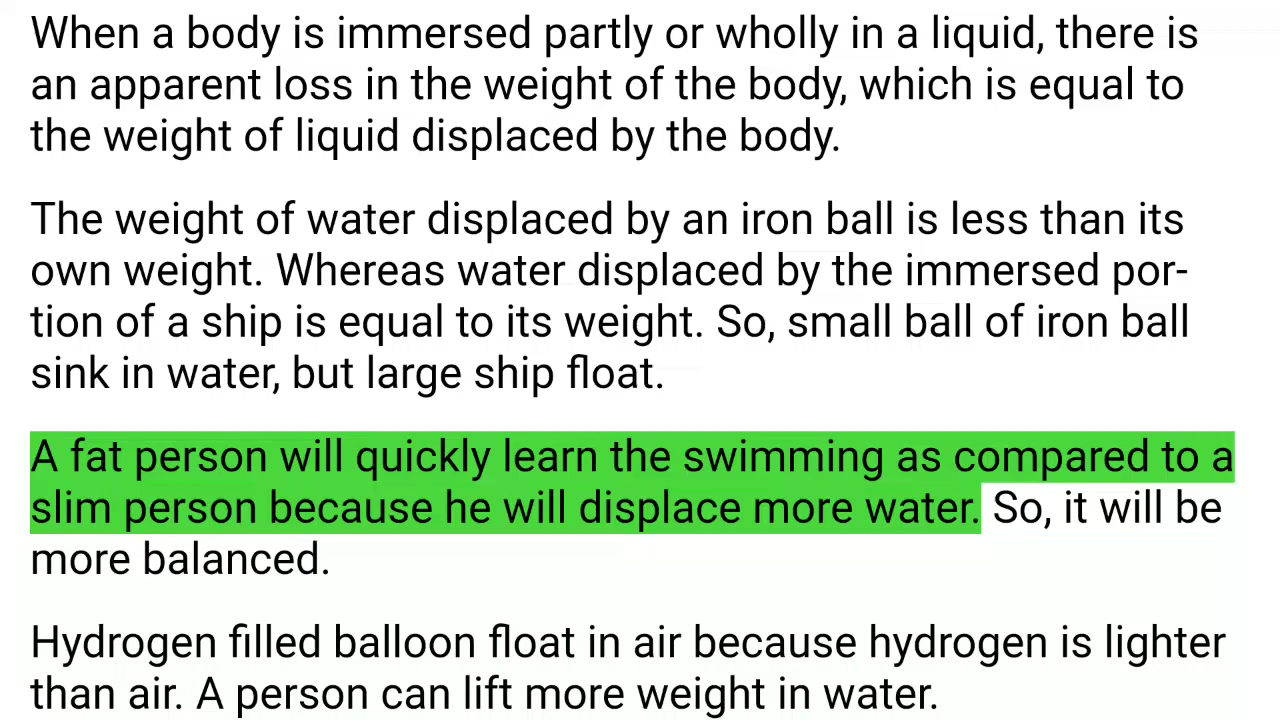 When a body is immersed partly or wholly in a liquid, there is
an apparent loss in the weight of the body, which is equal to
the weight of liquid displaced by the body.
The weight of water displaced by an iron ball is less than its
own weight. Whereas water displaced by the immersed por-
tion of a ship is equal to its weight. So, small ball of iron ball
sink in water, but large ship float.
A fat person will quickly learn the swimming as compared to a
slim person because he will displace more water. So, it will be
more balanced.
Hydrogen filled balloon float in air because hydrogen is lighter
than air. A person can lift more weight in water.